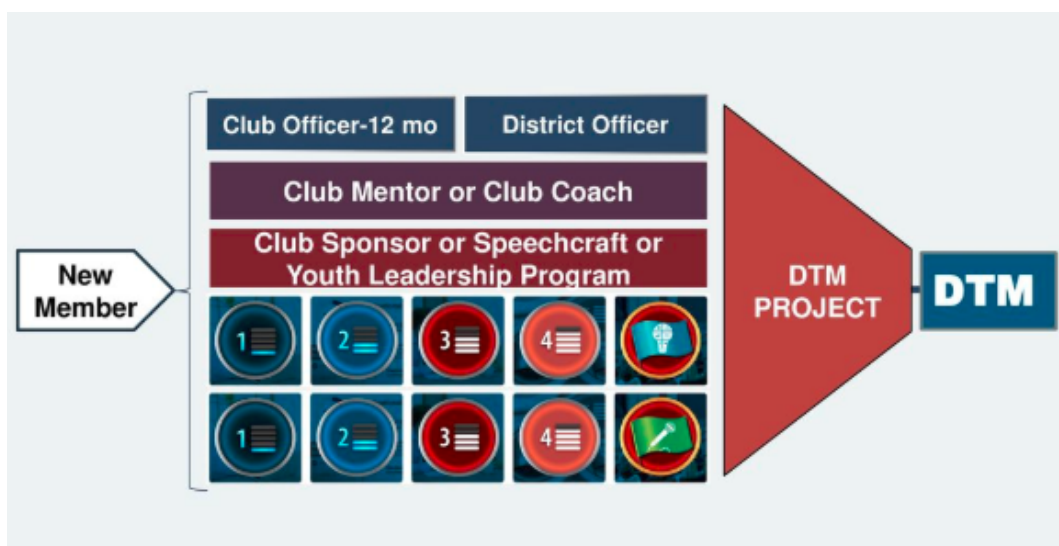 Club Officer-12 mo
District Officer
Club Mentor or Club Coach
Club Sponsor or Speechcraft or
Youth Leadership Program
New
Member
1
2
3
4
1
2
3
4
DTM
PROJECT
DTM